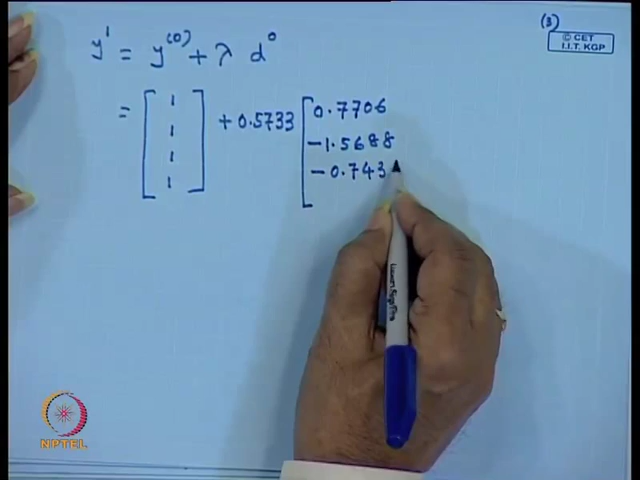 (3)
© CET
I.I.T. KGP
y¹ = y⁽⁰⁾ + λ d⁰
= [1 1 1 1] + 0.5733 [0.7706
-1.5688
-0.743
NPTEL